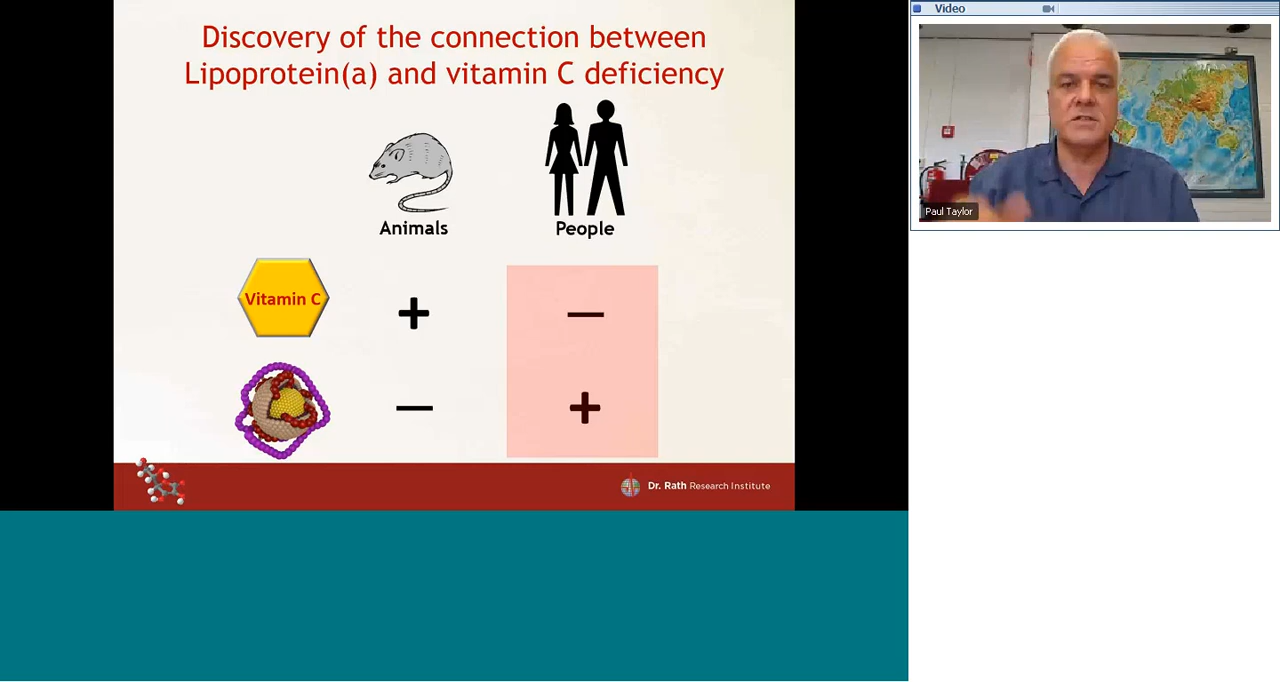 Discovery of the connection between
Lipoprotein(a) and vitamin C deficiency
Animals
People
Vitamin C
+
—
—
+
Dr. Rath Research Institute
Video
Paul Taylor